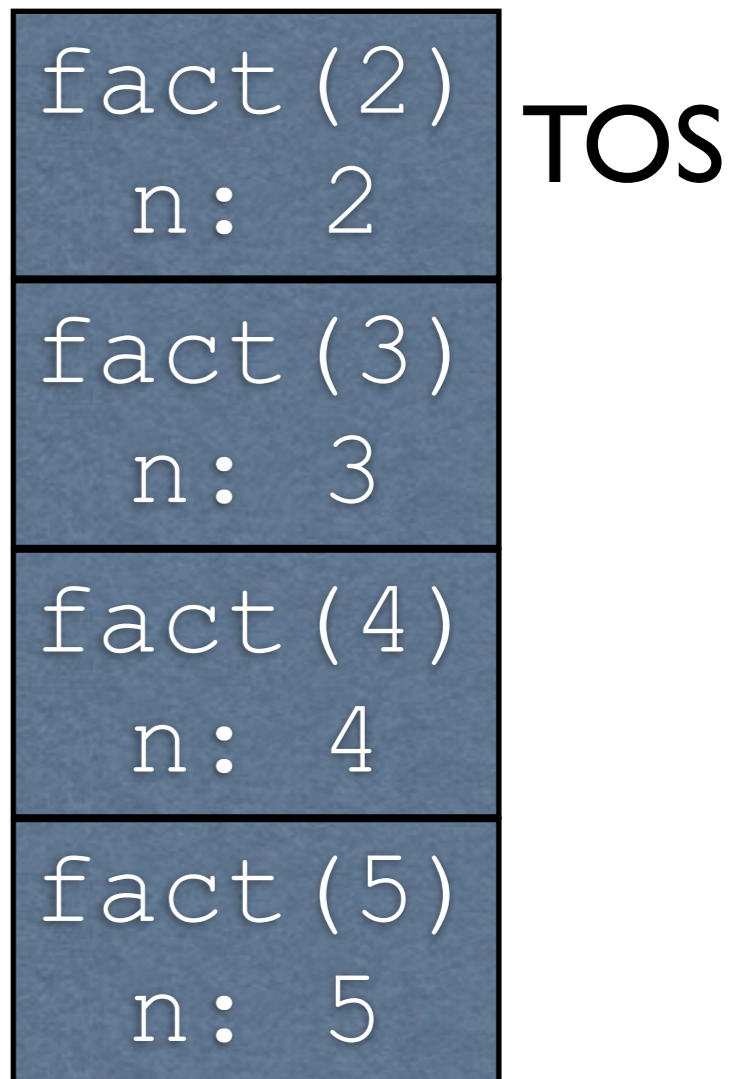 fact(2)
TOS
n: 2
fact(3)
n: 3
fact(4)
n: 4
fact(5)
n: 5